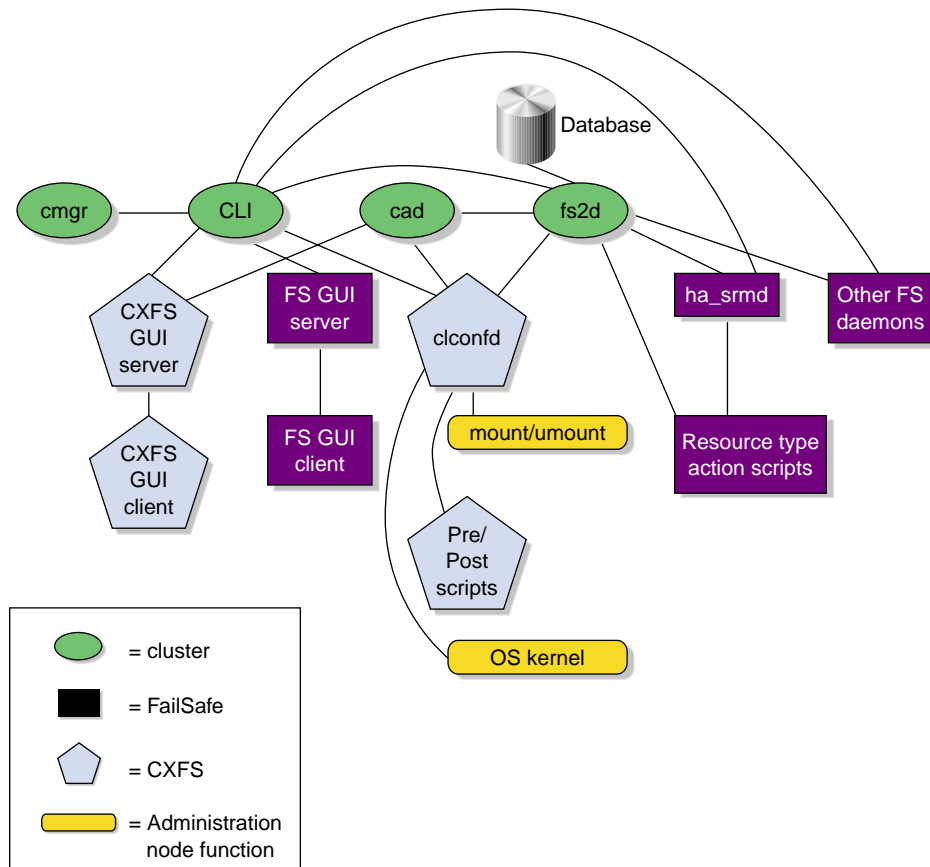 Database
cmgr
CLI
cad
fs2d
CXFS
GUI
server
FS GUI
server
clconfd
ha_srmd
Other FS
daemons
CXFS
GUI
client
FS GUI
client
mount/umount
Resource type
action scripts
Pre/
Post
scripts
OS kernel
= cluster
= FailSafe
= CXFS
= Administration
node function